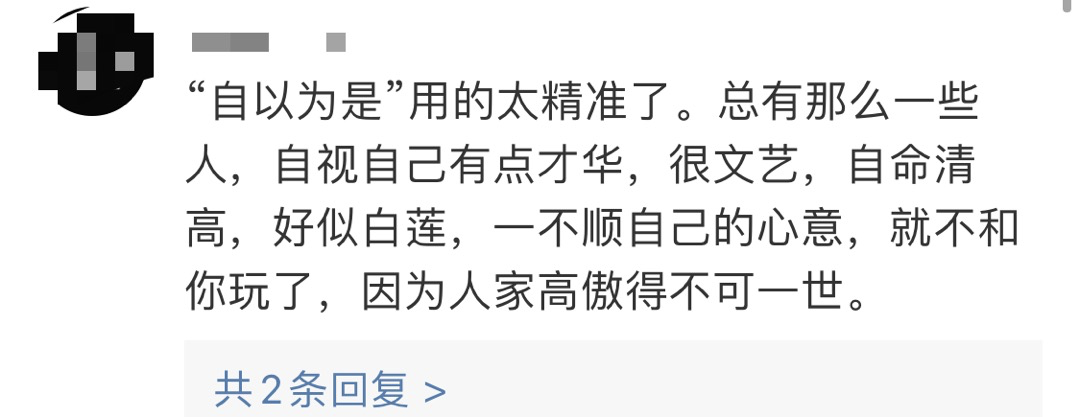 “自以为是”用的太精准了。总有那么一些
人，自视自己有点才华，很文艺，自命清
高，好似白莲，一不顺自己的心意，就不和
你玩了，因为人家高傲得不可一世。
共2条回复 >